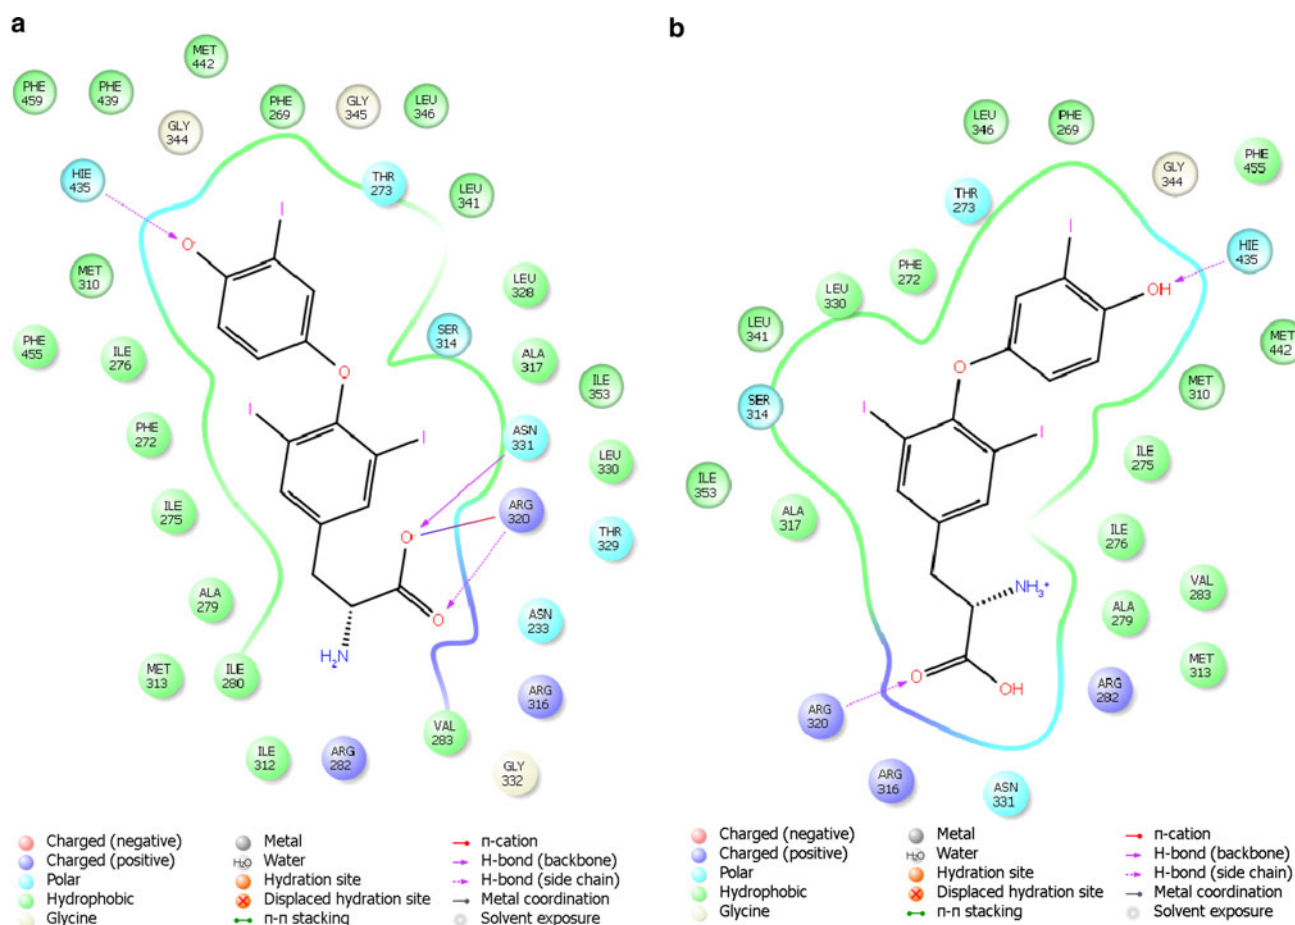 a
MET
442
PHE
459
PHE
439
PHE
269
GLY
345
LEU
346
GLY
344
HIE
435
THR
273
LEU
341
I
O-
MET
310
LEU
328
SER
314
PHE
455
ILE
276
ALA
317
O
ILE
353
I
I
PHE
272
ASN
331
LEU
330
ILE
275
ARG
320
O-
THR
329
ALA
279
O
ASN
233
H₂N
MET
313
ILE
280
ARG
316
VAL
283
ILE
312
ARG
282
GLY
332
Charged (negative)
Charged (positive)
Polar
Hydrophobic
Glycine
Metal
H₂O Water
Hydration site
Displaced hydration site
π-π stacking
π-cation
H-bond (backbone)
H-bond (side chain)
Metal coordination
Solvent exposure
b
LEU
346
PHE
269
PHE
455
GLY
344
THR
273
I
HIE
435
PHE
272
OH
LEU
330
LEU
341
MET
442
O
MET
310
SER
314
I
I
ILE
275
ILE
353
ALA
317
ILE
276
VAL
283
NH₃⁺
ALA
279
MET
313
O
OH
ARG
282
ARG
320
ARG
316
ASN
331
Charged (negative)
Charged (positive)
Polar
Hydrophobic
Glycine
Metal
H₂O Water
Hydration site
Displaced hydration site
π-π stacking
π-cation
H-bond (backbone)
H-bond (side chain)
Metal coordination
Solvent exposure